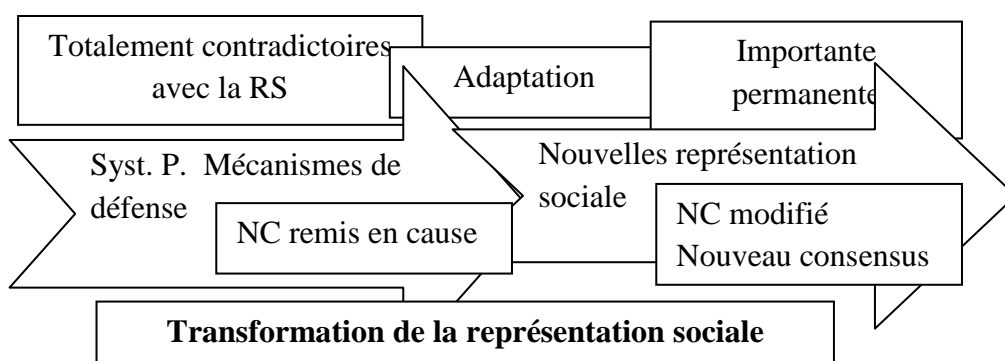 Totalement contradictoires
avec la RS
Adaptation
Importante
permanente
Syst. P. Mécanismes de
défense
NC remis en cause
Nouvelles représentation
sociale
NC modifié
Nouveau consensus
Transformation de la représentation sociale